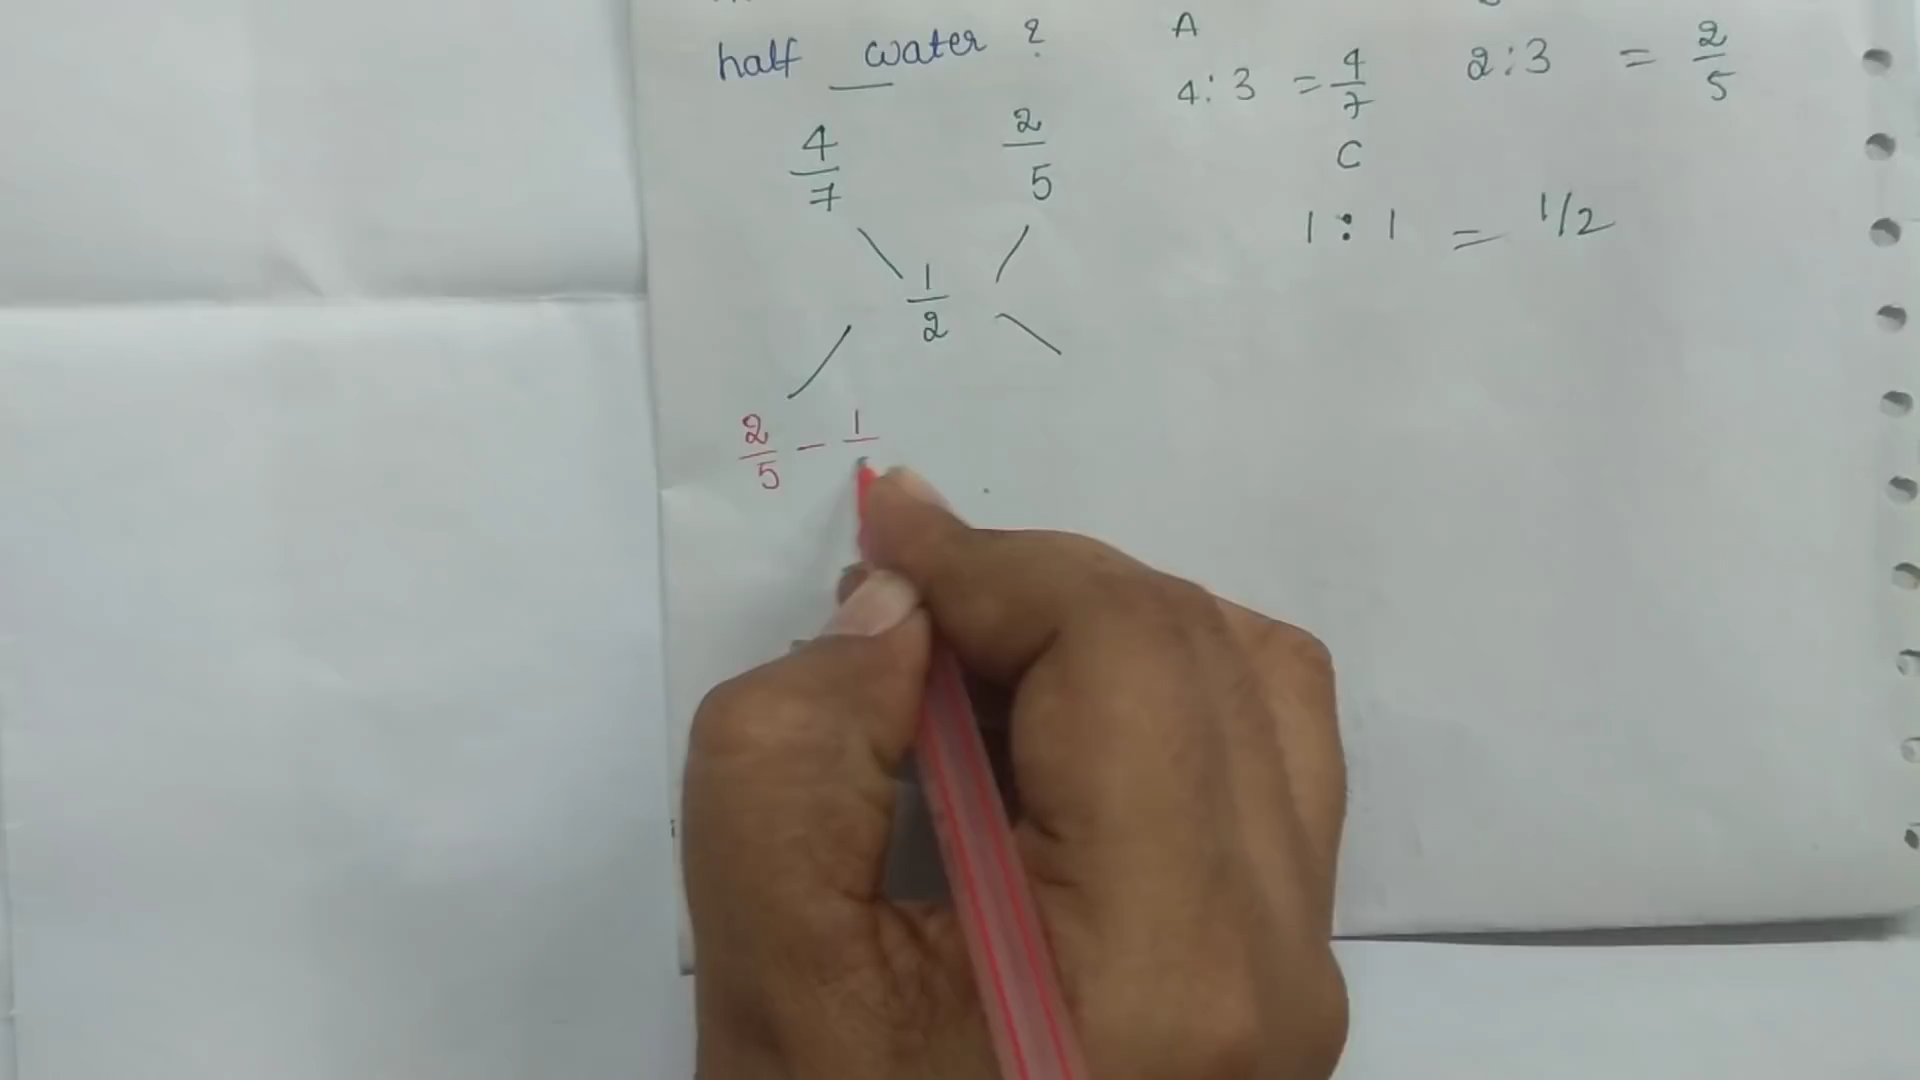 half water ?
A
4 : 3 = 4/7
2 : 3 = 2/5
C
1 : 1 = 1/2
4/7 2/5
1/2
2/5 - 1/